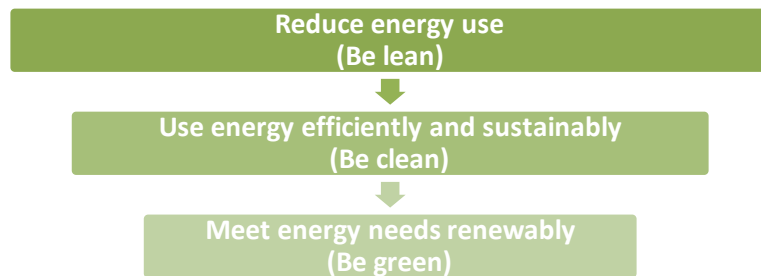 Reduce energy use
(Be lean)
Use energy efficiently and sustainably
(Be clean)
Meet energy needs renewably
(Be green)